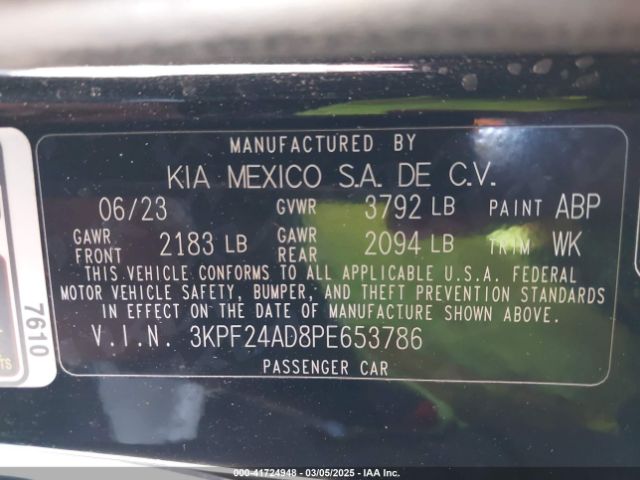 MANUFACTURED BY
KIA MEXICO S.A. DE C.V.
06/23 GVWR 3792 LB PAINT ABP
GAWR FRONT 2183 LB GAWR REAR 2094 LB TRIM WK
THIS VEHICLE CONFORMS TO ALL APPLICABLE U.S.A. FEDERAL
MOTOR VEHICLE SAFETY, BUMPER, AND THEFT PREVENTION STANDARDS
IN EFFECT ON THE DATE OF MANUFACTURE SHOWN ABOVE.
V.I.N. 3KPF24AD8PE653786
PASSENGER CAR
7610
000-41724948 - 03/05/2025 - IAA Inc.